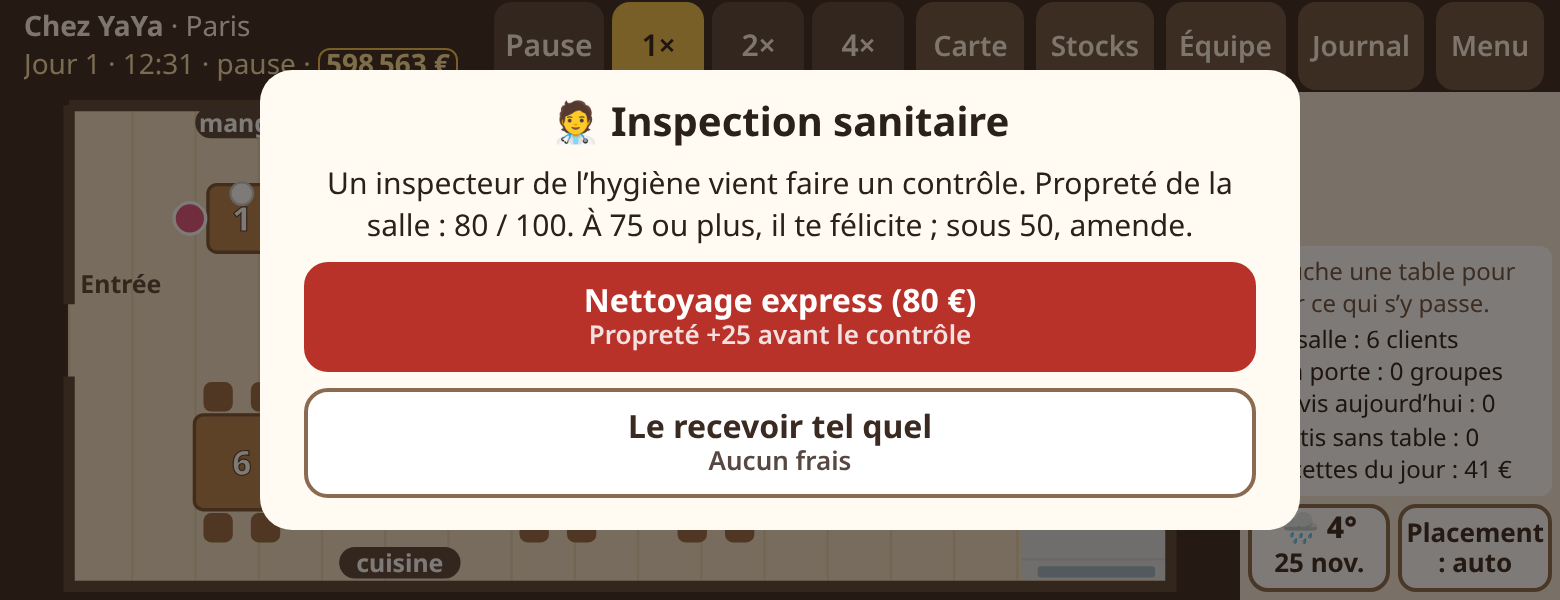 Chez YaYa · Paris
Jour 1 · 12:31 · pause · 598 563 €
Pause
1×
2×
4×
Carte
Stocks
Équipe
Journal
Menu
🧑‍⚕️ Inspection sanitaire
Un inspecteur de l’hygiène vient faire un contrôle. Propreté de la
salle : 80 / 100. À 75 ou plus, il te félicite ; sous 50, amende.
Nettoyage express (80 €)
Propreté +25 avant le contrôle
Le recevoir tel quel
Aucun frais
1
Entrée
6
cuisine
une table pour
ce qui s’y passe.
salle : 6 clients
porte : 0 groupes
aujourd’hui : 0
sans table : 0
du jour : 41 €
🌧️ 4°
25 nov.
Placement
: auto